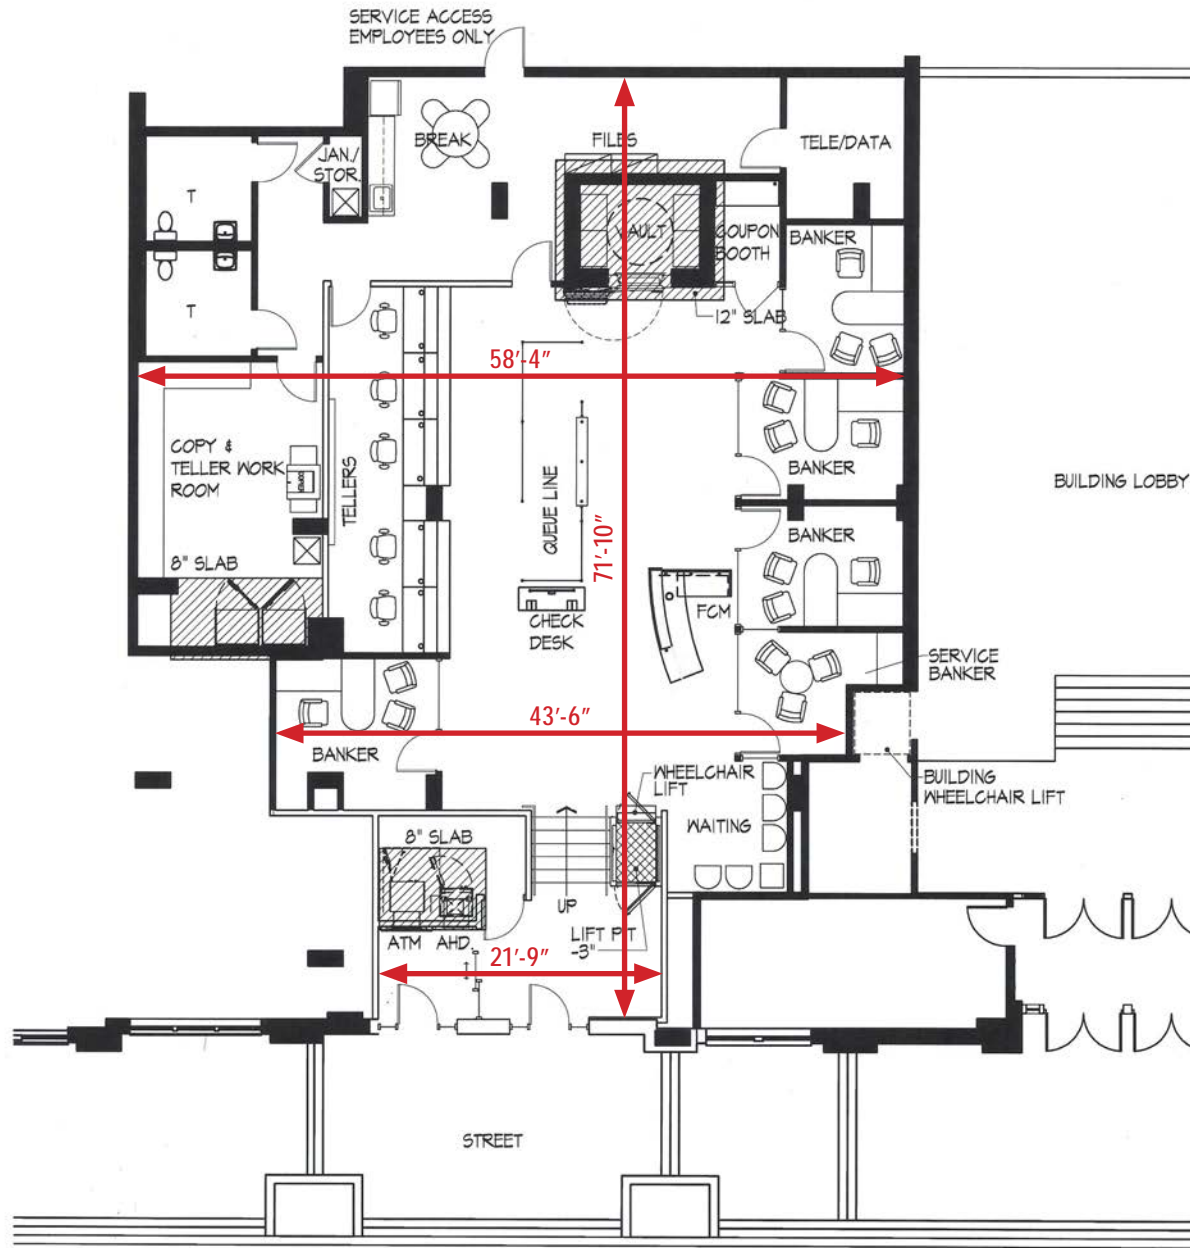 SERVICE ACCESS
EMPLOYEES ONLY
BREAK
FILES
TELE/DATA
JAN./
STOR.
T
VAULT
COUPON
BOOTH
BANKER
T
12" SLAB
58'-4"
COPY &
TELLER WORK
ROOM
TELLERS
QUEUE LINE
71'-10"
BANKER
BUILDING LOBBY
BANKER
8" SLAB
CHECK
DESK
FCM
SERVICE
BANKER
43'-6"
BANKER
WHEELCHAIR
LIFT
BUILDING
WHEELCHAIR LIFT
WAITING
8" SLAB
UP
ATM
AHD.
LIFT PIT
-3"
21'-9"
STREET